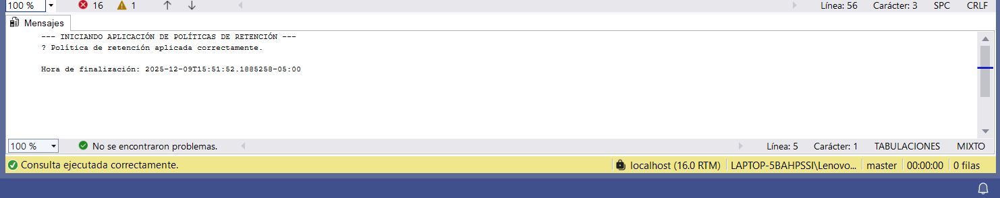 100 % 16 1 Línea: 56 Carácter: 3 SPC CRLF
Mensajes
--- INICIANDO APLICACIÓN DE POLÍTICAS DE RETENCIÓN ---
? Política de retención aplicada correctamente.
Hora de finalización: 2025-12-09T15:51:52.1885258-05:00
100 % No se encontraron problemas. Línea: 5 Carácter: 1 TABULACIONES MIXTO
Consulta ejecutada correctamente. localhost (16.0 RTM) LAPTOP-5BAHPSSI\Lenovo... master 00:00:00 0 filas